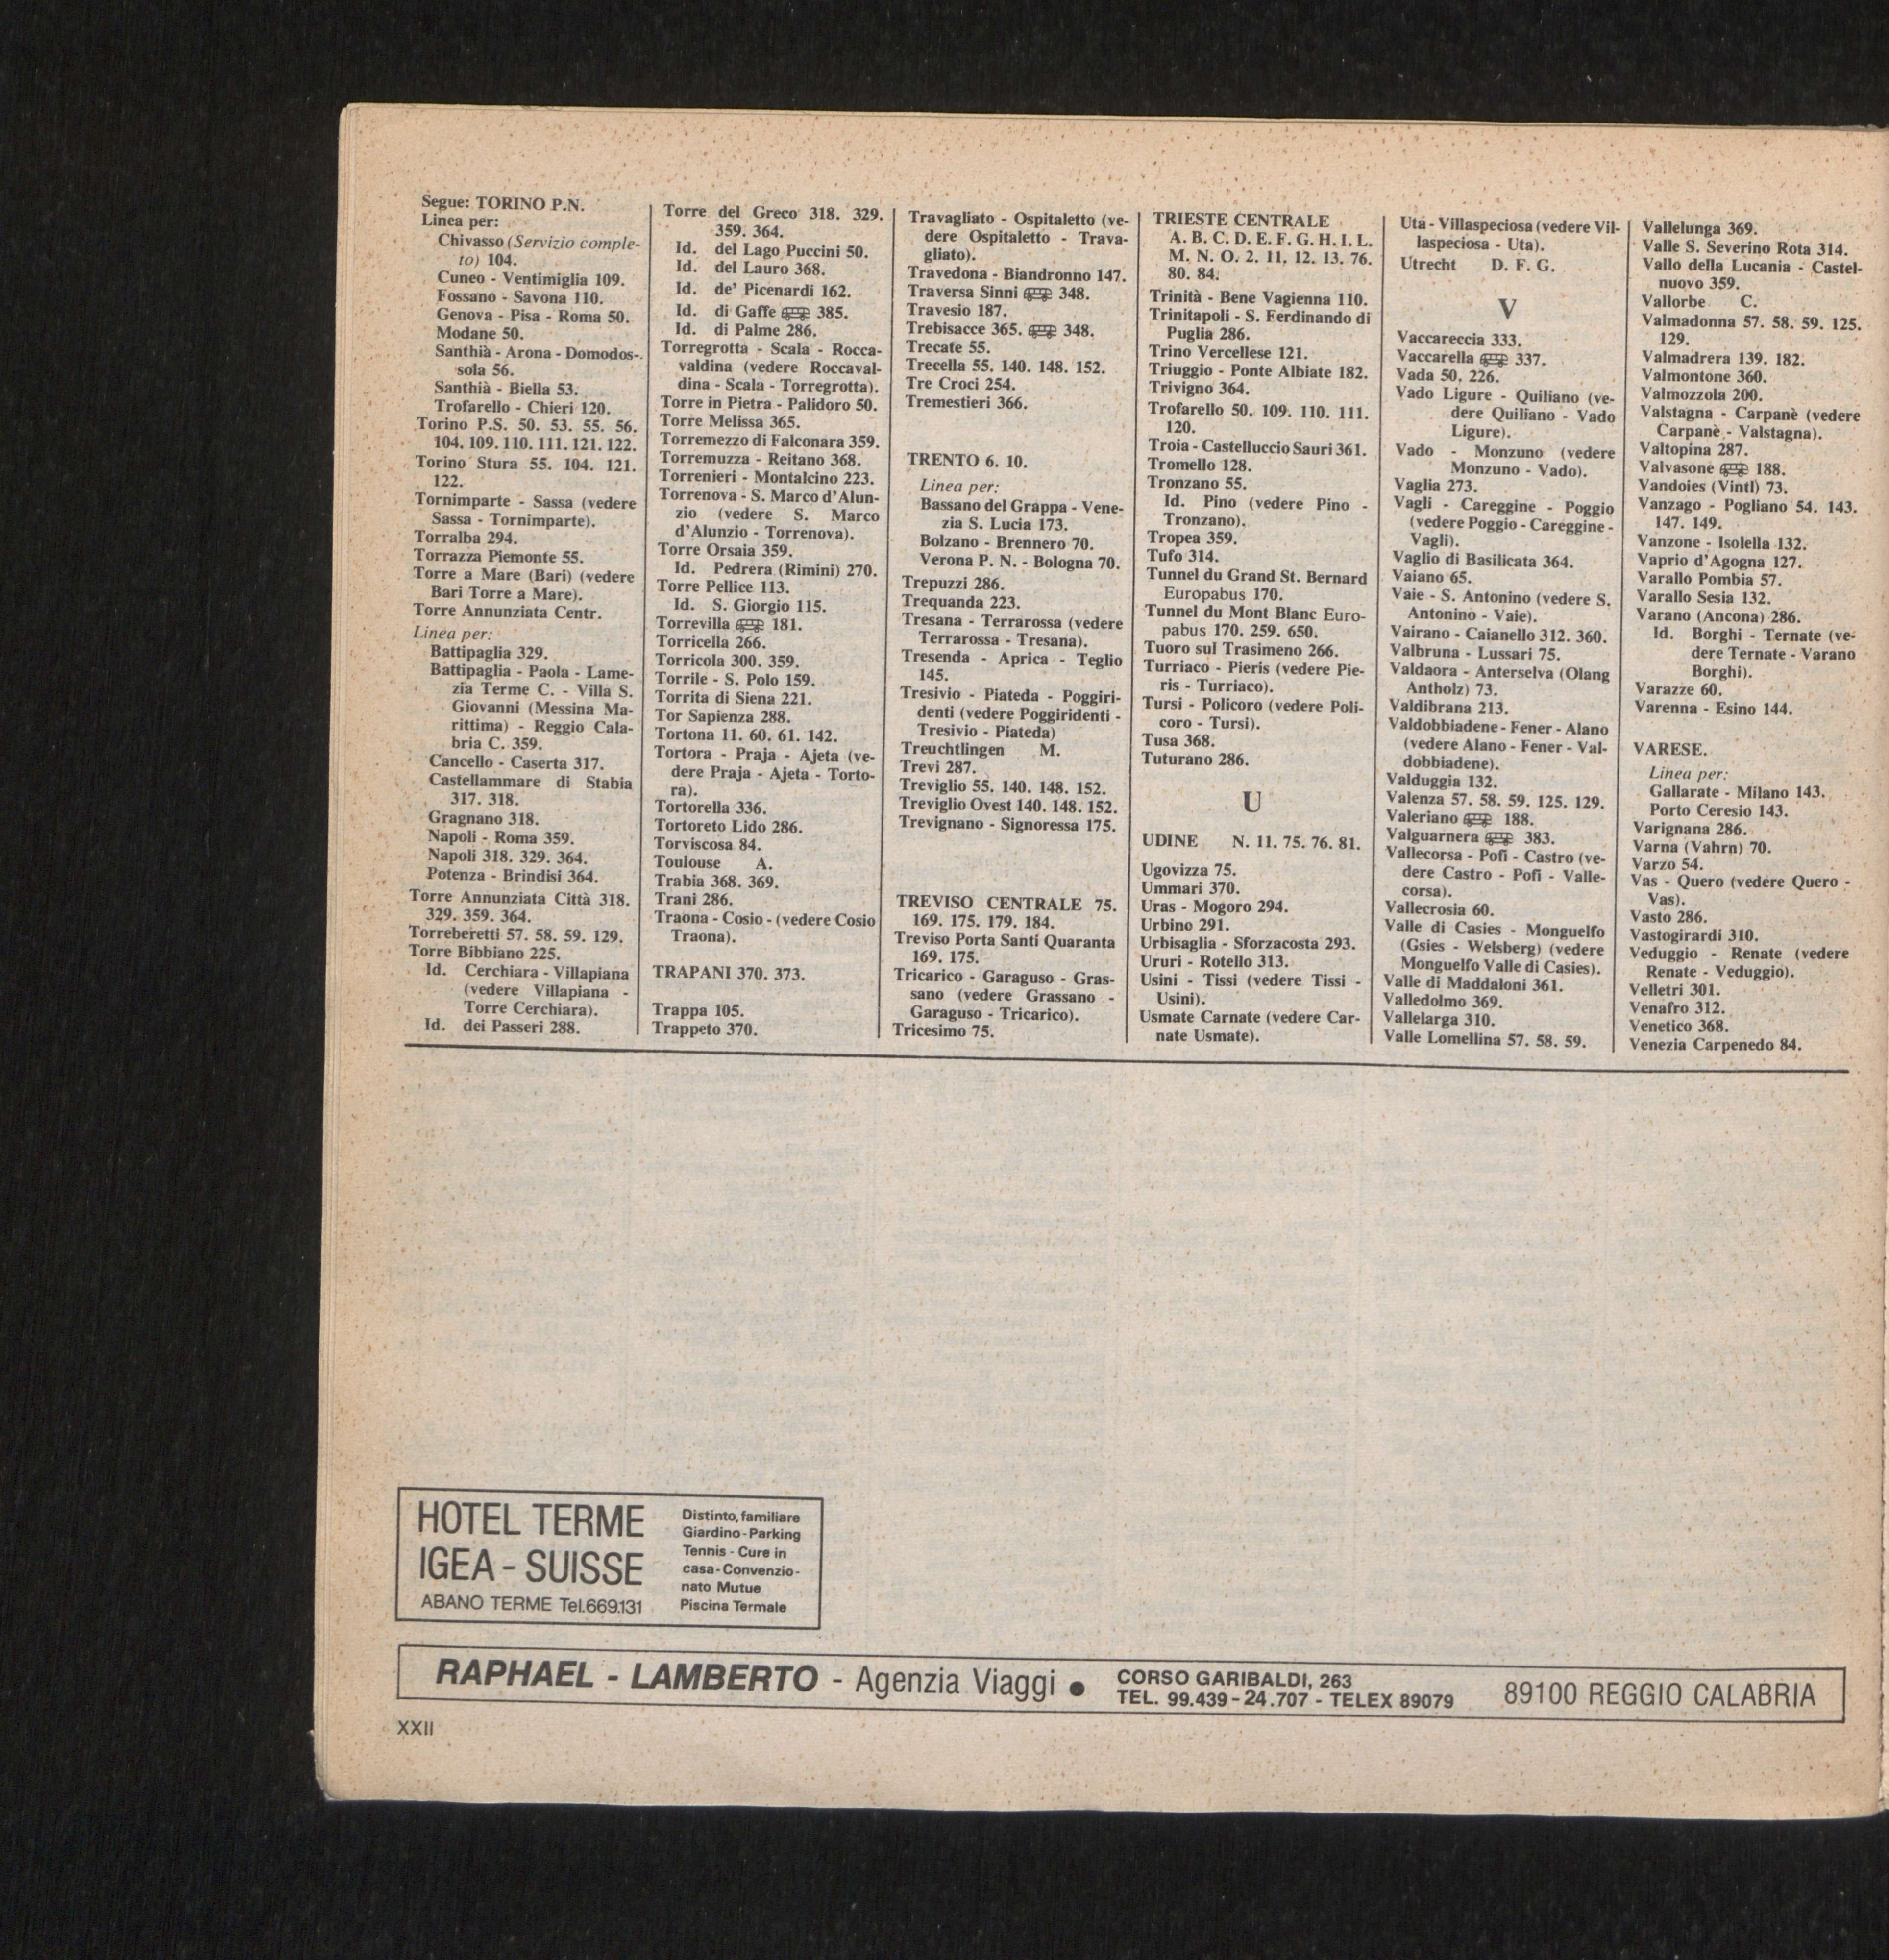 Segue: TORINO P.N.
Linea per:
Chivasso (Servizio comple-
to) 104.
Cuneo - Ventimiglia 109.
Fossano - Savona 110.
Genova - Pisa - Roma 50.
Modane 50.
Santhià - Arona - Domodos-
sola 56.
Santhià - Biella 53.
Trofarello - Chieri 120.
Torino P.S. 50. 53. 55. 56.
104. 109. 110. 111. 121. 122.
Torino Stura 55. 104. 121.
122.
Tornimparte - Sassa (vedere
Sassa - Tornimparte).
Torralba 294.
Torrazza Piemonte 55.
Torre a Mare (Bari) (vedere
Bari Torre a Mare).
Torre Annunziata Centr.
Linea per:
Battipaglia 329.
Battipaglia - Paola - Lame-
zia Terme C. - Villa S.
Giovanni (Messina Ma-
rittima) - Reggio Cala-
bria C. 359.
Cancello - Caserta 317.
Castellammare di Stabia
317. 318.
Gragnano 318.
Napoli - Roma 359.
Napoli 318. 329. 364.
Potenza - Brindisi 364.
Torre Annunziata Città 318.
329. 359. 364.
Torreberetti 57. 58. 59. 129.
Torre Bibbiano 225.
Id. Cerchiara - Villapiana
(vedere Villapiana -
Torre Cerchiara).
Id. dei Passeri 288.
Torre del Greco 318. 329.
359. 364.
Id. del Lago Puccini 50.
Id. del Lauro 368.
Id. de' Picenardi 162.
Id. di Gaffe 385.
Id. di Palme 286.
Torregrotta - Scala - Rocca-
valdina (vedere Roccaval-
dina - Scala - Torregrotta).
Torre in Pietra - Palidoro 50.
Torre Melissa 365.
Torremezzo di Falconara 359.
Torremuzza - Reitano 368.
Torrenieri - Montalcino 223.
Torrenova - S. Marco d'Alun-
zio (vedere S. Marco
d'Alunzio - Torrenova).
Torre Orsaia 359.
Id. Pedrera (Rimini) 270.
Torre Pellice 113.
Id. S. Giorgio 115.
Torrevilla 181.
Torricella 266.
Torricola 300. 359.
Torrile - S. Polo 159.
Torrita di Siena 221.
Tor Sapienza 288.
Tortona 11. 60. 61. 142.
Tortora - Praja - Ajeta (ve-
dere Praja - Ajeta - Torto-
ra).
Tortorella 336.
Tortoreto Lido 286.
Torviscosa 84.
Toulouse A.
Trabia 368. 369.
Trani 286.
Traona - Cosio - (vedere Cosio
Traona).
TRAPANI 370. 373.
Trappa 105.
Trappeto 370.
Travagliato - Ospitaletto (ve-
dere Ospitaletto - Trava-
gliato).
Travedona - Biandronno 147.
Traversa Sinni 348.
Travesio 187.
Trebisacce 365. 348.
Trecate 55.
Trecella 55. 140. 148. 152.
Tre Croci 254.
Tremestieri 366.
TRENTO 6. 10.
Linea per:
Bassano del Grappa - Vene-
zia S. Lucia 173.
Bolzano - Brennero 70.
Verona P. N. - Bologna 70.
Trepuzzi 286.
Trequanda 223.
Tresana - Terrarossa (vedere
Terrarossa - Tresana).
Tresenda - Aprica - Teglio
145.
Tresivio - Piateda - Poggiri-
denti (vedere Poggiridenti -
Tresivio - Piateda)
Treuchtlingen M.
Trevi 287.
Treviglio 55. 140. 148. 152.
Treviglio Ovest 140. 148. 152.
Trevignano - Signoressa 175.
TREVISO CENTRALE 75.
169. 175. 179. 184.
Treviso Porta Santi Quaranta
169. 175.
Tricarico - Garaguso - Gras-
sano (vedere Grassano -
Garaguso - Tricarico).
Tricesimo 75.
TRIESTE CENTRALE
A. B. C. D. E. F. G. H. I. L.
M. N. O. 2. 11. 12. 13. 76.
80. 84.
Trinità - Bene Vagienna 110.
Trinitapoli - S. Ferdinando di
Puglia 286.
Trino Vercellese 121.
Triuggio - Ponte Albiate 182.
Trivigno 364.
Trofarello 50. 109. 110. 111.
120.
Troia - Castelluccio Sauri 361.
Tromello 128.
Tronzano 55.
Id. Pino (vedere Pino -
Tronzano).
Tropea 359.
Tufo 314.
Tunnel du Grand St. Bernard
Europabus 170.
Tunnel du Mont Blanc Euro-
pabus 170. 259. 650.
Tuoro sul Trasimeno 266.
Turriaco - Pieris (vedere Pie-
ris - Turriaco).
Tursi - Policoro (vedere Poli-
coro - Tursi).
Tusa 368.
Tuturano 286.
U
UDINE N. 11. 75. 76. 81.
Ugovizza 75.
Ummari 370.
Uras - Mogoro 294.
Urbino 291.
Urbisaglia - Sforzacosta 293.
Ururi - Rotello 313.
Usini - Tissi (vedere Tissi -
Usini).
Usmate Carnate (vedere Car-
nate Usmate).
Uta - Villaspeciosa (vedere Vil-
laspeciosa - Uta).
Utrecht D. F. G.
V
Vaccareccia 333.
Vaccarella 337.
Vada 50. 226.
Vado Ligure - Quiliano (ve-
dere Quiliano - Vado
Ligure).
Vado - Monzuno (vedere
Monzuno - Vado).
Vaglia 273.
Vagli - Careggine - Poggio
(vedere Poggio - Careggine -
Vagli).
Vaglio di Basilicata 364.
Vaiano 65.
Vaie - S. Antonino (vedere S.
Antonino - Vaie).
Vairano - Caianello 312. 360.
Valbruna - Lussari 75.
Valdaora - Anterselva (Olang
Antholz) 73.
Valdibrana 213.
Valdobbiadene - Fener - Alano
(vedere Alano - Fener - Val-
dobbiadene).
Valduggia 132.
Valenza 57. 58. 59. 125. 129.
Valeriano 188.
Valguarnera 383.
Vallecorsa - Pofi - Castro (ve-
dere Castro - Pofi - Valle-
corsa).
Vallecrosia 60.
Valle di Casies - Monguelfo
(Gsies - Welsberg) (vedere
Monguelfo Valle di Casies).
Valle di Maddaloni 361.
Valledolmo 369.
Vallelarga 310.
Valle Lomellina 57. 58. 59.
Vallelunga 369.
Valle S. Severino Rota 314.
Vallo della Lucania - Castel-
nuovo 359.
Vallorbe C.
Valmadonna 57. 58. 59. 125.
129.
Valmadrera 139. 182.
Valmontone 360.
Valmozzola 200.
Valstagna - Carpanè (vedere
Carpanè - Valstagna).
Valtopina 287.
Valvasone 188.
Vandoies (Vintl) 73.
Vanzago - Pogliano 54. 143.
147. 149.
Vanzone - Isolella 132.
Vaprio d'Agogna 127.
Varallo Pombia 57.
Varallo Sesia 132.
Varano (Ancona) 286.
Id. Borghi - Ternate (ve-
dere Ternate - Varano
Borghi).
Varazze 60.
Varenna - Esino 144.
VARESE.
Linea per:
Gallarate - Milano 143.
Porto Ceresio 143.
Varignana 286.
Varna (Vahrn) 70.
Varzo 54.
Vas - Quero (vedere Quero -
Vas).
Vasto 286.
Vastogirardi 310.
Veduggio - Renate (vedere
Renate - Veduggio).
Velletri 301.
Venafro 312.
Venetico 368.
Venezia Carpenedo 84.
HOTEL TERME
IGEA - SUISSE
ABANO TERME Tel.669.131
Distinto, familiare
Giardino - Parking
Tennis - Cure in
casa - Convenzio-
nato Mutue
Piscina Termale
RAPHAEL - LAMBERTO - Agenzia Viaggi ●
CORSO GARIBALDI, 263
TEL. 99.439 - 24.707 - TELEX 89079
89100 REGGIO CALABRIA
XXII